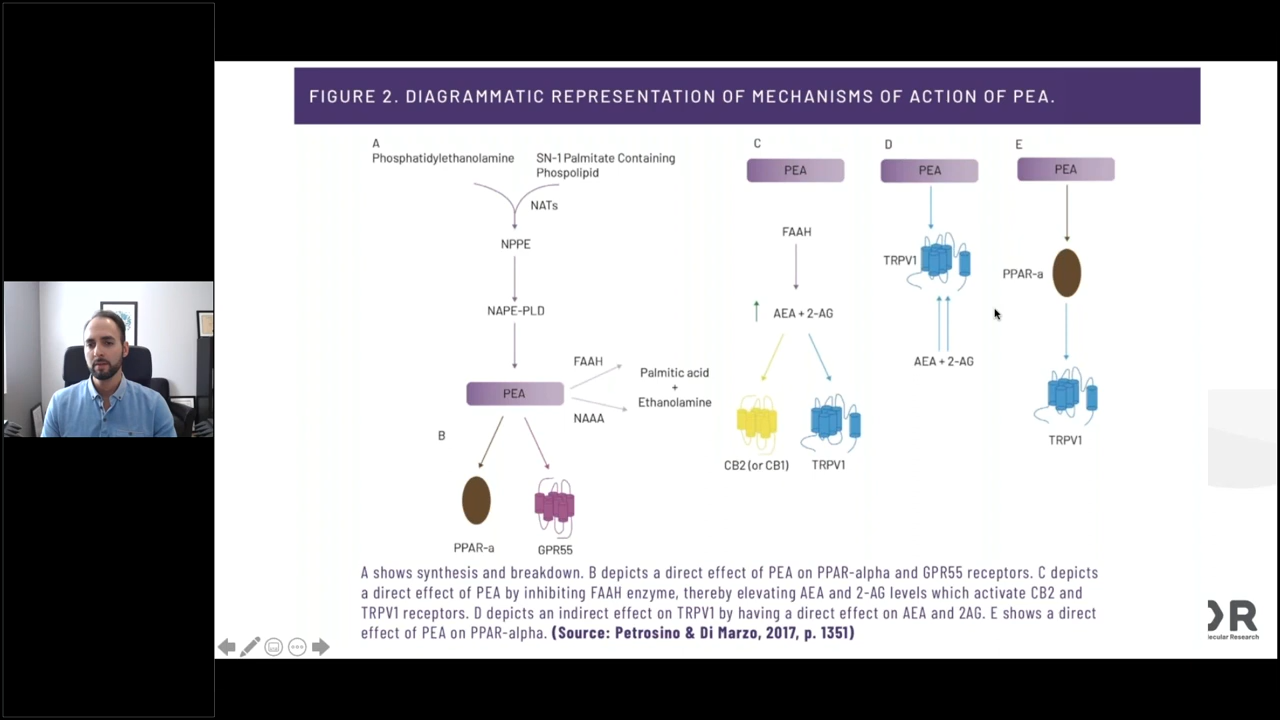 FIGURE 2. DIAGRAMMATIC REPRESENTATION OF MECHANISMS OF ACTION OF PEA.
A
Phosphatidylethanolamine
SN-1 Palmitate Containing
Phospolipid
NATs
NPPE
NAPE-PLD
PEA
FAAH
NAAA
Palmitic acid
+
Ethanolamine
B
PPAR-a
GPR55
C
PEA
FAAH
AEA + 2-AG
CB2 (or CB1)
TRPV1
D
PEA
TRPV1
AEA + 2-AG
E
PEA
PPAR-a
TRPV1
A shows synthesis and breakdown. B depicts a direct effect of PEA on PPAR-alpha and GPR55 receptors. C depicts
a direct effect of PEA by inhibiting FAAH enzyme, thereby elevating AEA and 2-AG levels which activate CB2 and
TRPV1 receptors. D depicts an indirect effect on TRPV1 by having a direct effect on AEA and 2AG. E shows a direct
effect of PEA on PPAR-alpha. (Source: Petrosino & Di Marzo, 2017, p. 1351)
OR
lecular Research